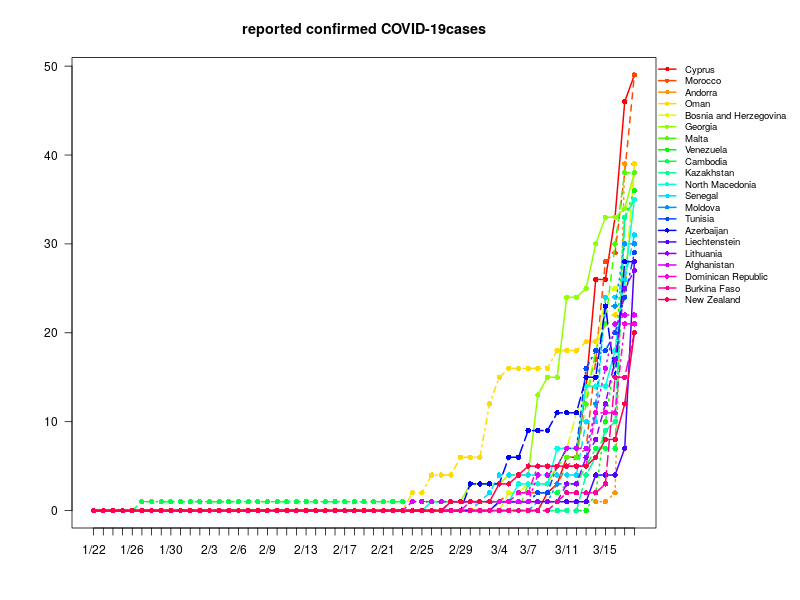 reported confirmed COVID-19cases
50
40
30
20
10
0
1/22 1/26 1/30 2/3 2/6 2/9 2/13 2/17 2/21 2/25 2/29 3/4 3/7 3/11 3/15
Cyprus
Morocco
Andorra
Oman
Bosnia and Herzegovina
Georgia
Malta
Venezuela
Cambodia
Kazakhstan
North Macedonia
Senegal
Moldova
Tunisia
Azerbaijan
Liechtenstein
Lithuania
Afghanistan
Dominican Republic
Burkina Faso
New Zealand